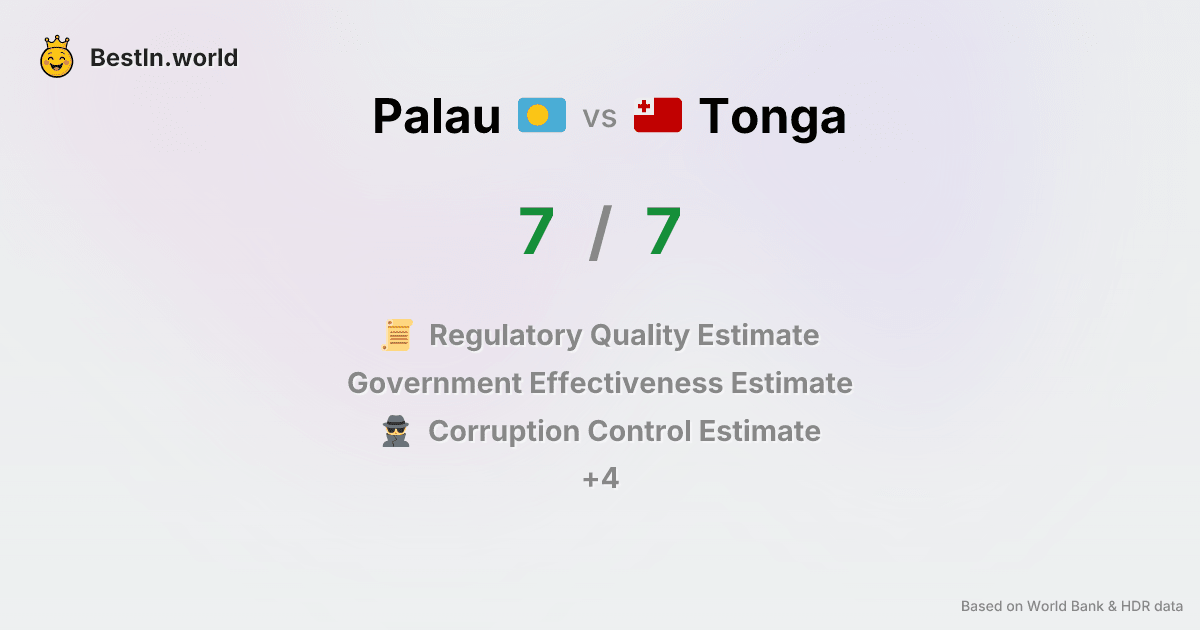 BestIn.world
Palau vs Tonga
7 / 7
Regulatory Quality Estimate
Government Effectiveness Estimate
Corruption Control Estimate
+4
Based on World Bank & HDR data